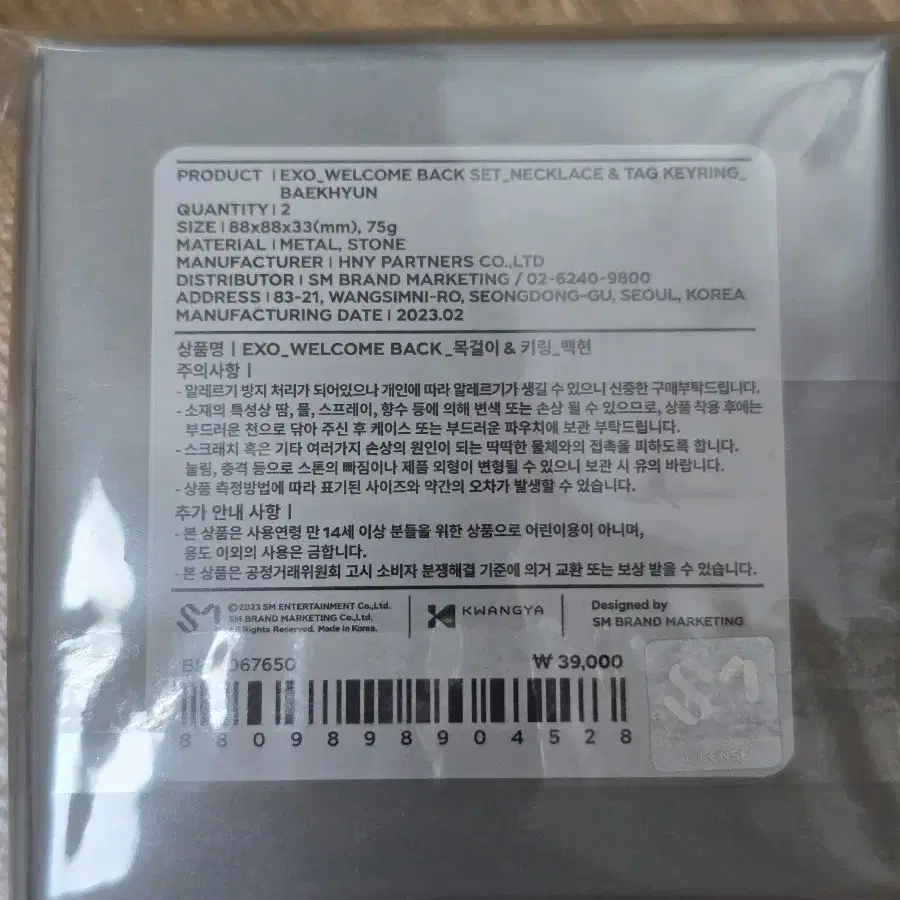 PRODUCT | EXO_WELCOME BACK SET_NECKLACE & TAG KEYRING_
BAEKHYUN
QUANTITY | 2
SIZE | 88x88x33(mm), 75g
MATERIAL | METAL, STONE
MANUFACTURER | HNY PARTNERS CO.,LTD
DISTRIBUTOR | SM BRAND MARKETING / 02-6240-9800
ADDRESS | 83-21, WANGSIMNI-RO, SEONGDONG-GU, SEOUL, KOREA
MANUFACTURING DATE | 2023.02
상품명 | EXO_WELCOME BACK_목걸이 & 키링_백현
주의사항 |
- 알레르기 방지 처리가 되어있으나 개인에 따라 알레르기가 생길 수 있으니 신중한 구매부탁드립니다.
- 소재의 특성상 땀, 물, 스프레이, 향수 등에 의해 변색 또는 손상 될 수 있으므로, 상품 착용 후에는
부드러운 천으로 닦아 주신 후 케이스 또는 부드러운 파우치에 보관 부탁드립니다.
- 스크래치 혹은 기타 여러가지 손상의 원인이 되는 딱딱한 물체와의 접촉을 피하도록 합니다.
눌림, 충격 등으로 스톤의 빠짐이나 제품 외형이 변형될 수 있으니 보관 시 유의 바랍니다.
- 상품 측정방법에 따라 표기된 사이즈와 약간의 오차가 발생할 수 있습니다.
추가 안내 사항 |
- 본 상품은 사용연령 만 14세 이상 분들을 위한 상품으로 어린이용이 아니며,
용도 이외의 사용은 금합니다.
- 본 상품은 공정거래위원회 고시 소비자 분쟁해결 기준에 의거 교환 또는 보상 받을 수 있습니다.
SM
©2023 SM ENTERTAINMENT Co.,Ltd.
SM BRAND MARKETING Co.,Ltd.
All Rights Reserved. Made in Korea.
KWANGYA
Designed by
SM BRAND MARKETING
067650
₩ 39,000
8809898904528
SM
LICENSE